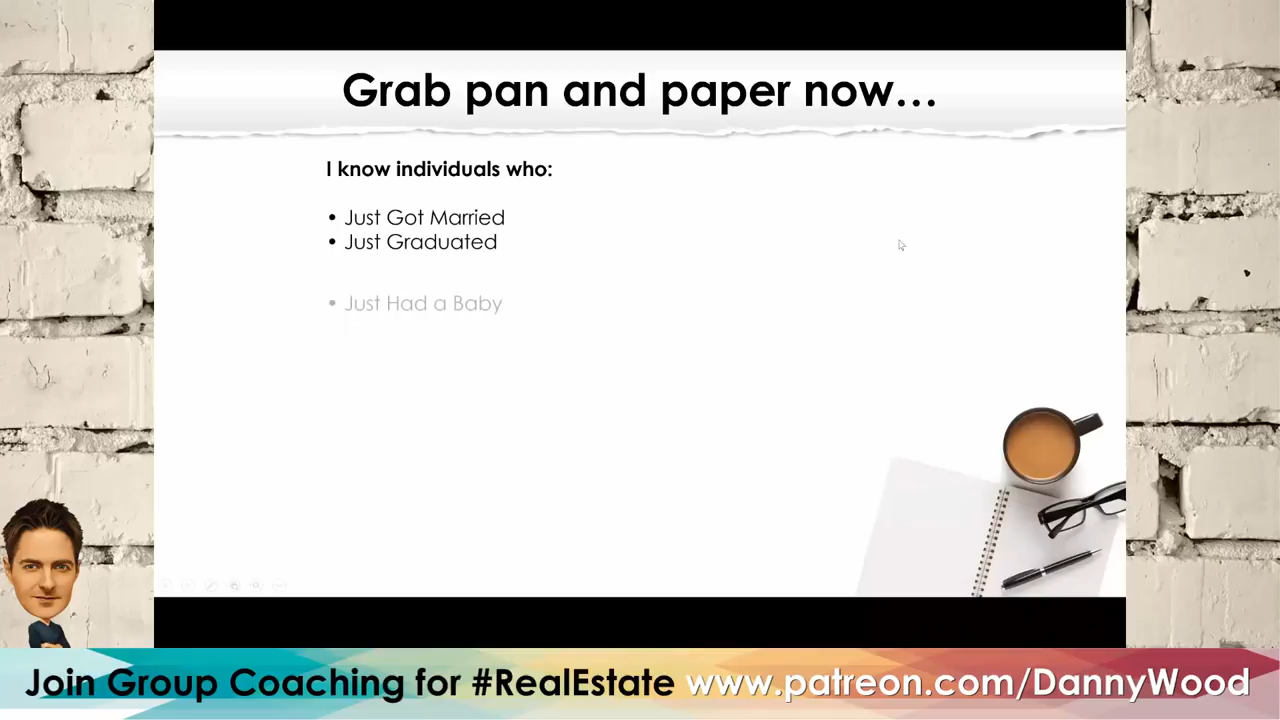 Grab pan and paper now...
I know individuals who:
• Just Got Married
• Just Graduated
• Just Had a Baby
Join Group Coaching for #RealEstate www.patreon.com/DannyWood